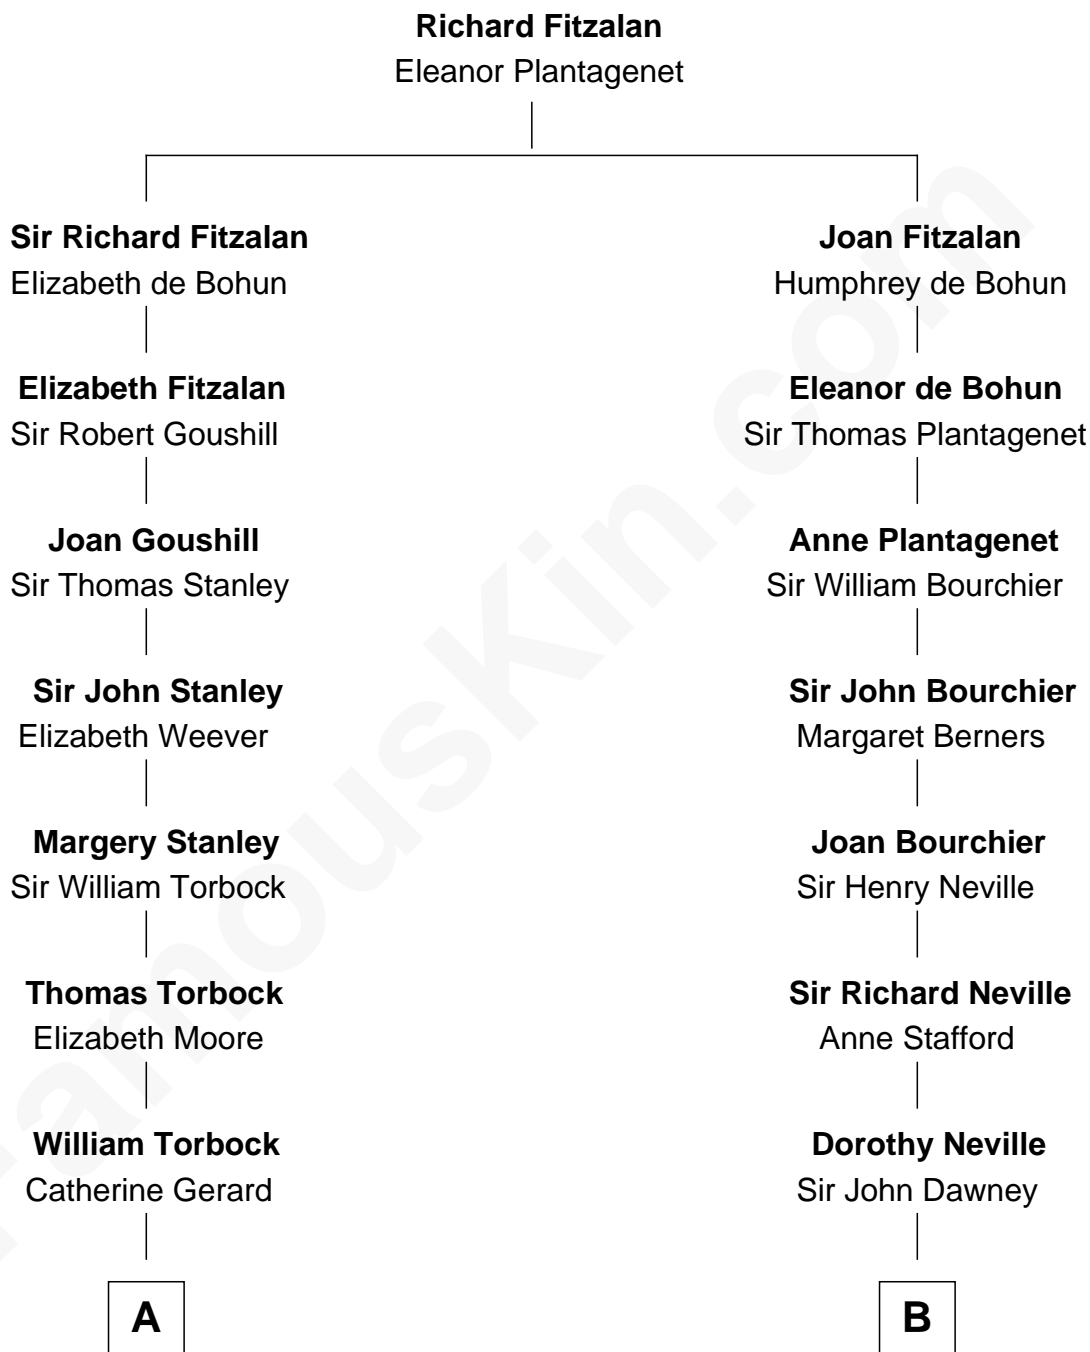 Richard Fitzalan
Eleanor Plantagenet
Sir Richard Fitzalan
Elizabeth de Bohun
Elizabeth Fitzalan
Sir Robert Goushill
Joan Goushill
Sir Thomas Stanley
Sir John Stanley
Elizabeth Weever
Margery Stanley
Sir William Torbock
Thomas Torbock
Elizabeth Moore
William Torbock
Catherine Gerard
A
Joan Fitzalan
Humphrey de Bohun
Eleanor de Bohun
Sir Thomas Plantagenet
Anne Plantagenet
Sir William Bourchier
Sir John Bourchier
Margaret Berners
Joan Bourchier
Sir Henry Neville
Sir Richard Neville
Anne Stafford
Dorothy Neville
Sir John Dawney
B
FamousKin.com